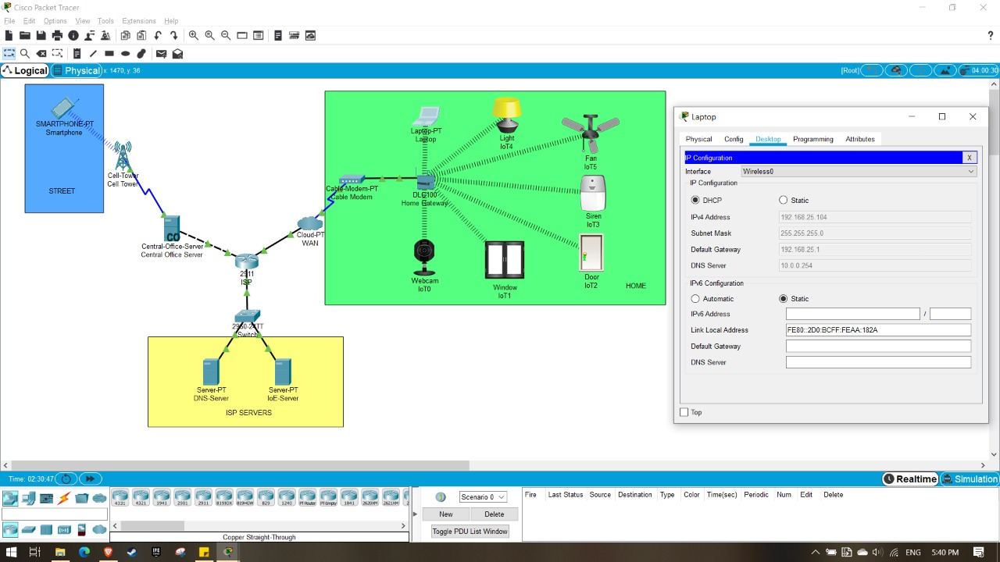 Cisco Packet Tracer
File Edit Options View Tools Extensions Help
?
Logical Physical x: 1470, y: 36 [Root] 04:00:30
SMARTPHONE-PT
Smartphone
STREET
Cell-Tower
Cell Tower
CO
Central-Office-Server
Central Office Server
2911
ISP
Cloud-PT
WAN
Cable-Modem-PT
Cable Modem
Laptop-PT
Laptop
DLC100
Home Gateway
Light
IoT4
Fan
IoT5
Siren
IoT3
Door
IoT2
Window
IoT1
Webcam
IoT0
HOME
2960-24TT
Switch
Server-PT
DNS-Server
Server-PT
IoE-Server
ISP SERVERS
Laptop
Physical Config Desktop Programming Attributes
IP Configuration X
Interface Wireless0
IP Configuration
DHCP Static
IPv4 Address 192.168.25.104
Subnet Mask 255.255.255.0
Default Gateway 192.168.25.1
DNS Server 10.0.0.254
IPv6 Configuration
Automatic Static
IPv6 Address /
Link Local Address FE80::2D0:BCFF:FEAA:182A
Default Gateway
DNS Server
Top
Time: 02:30:47 Realtime Simulation
4331 4321 1941 2901 2911 819IOX 819HGW 829 1240 PT-Router PT-Empty 1841 2620XM 2621XM 2
Copper Straight-Through
Scenario 0
New Delete
Toggle PDU List Window
Fire Last Status Source Destination Type Color Time(sec) Periodic Num Edit Delete
ENG 5:40 PM